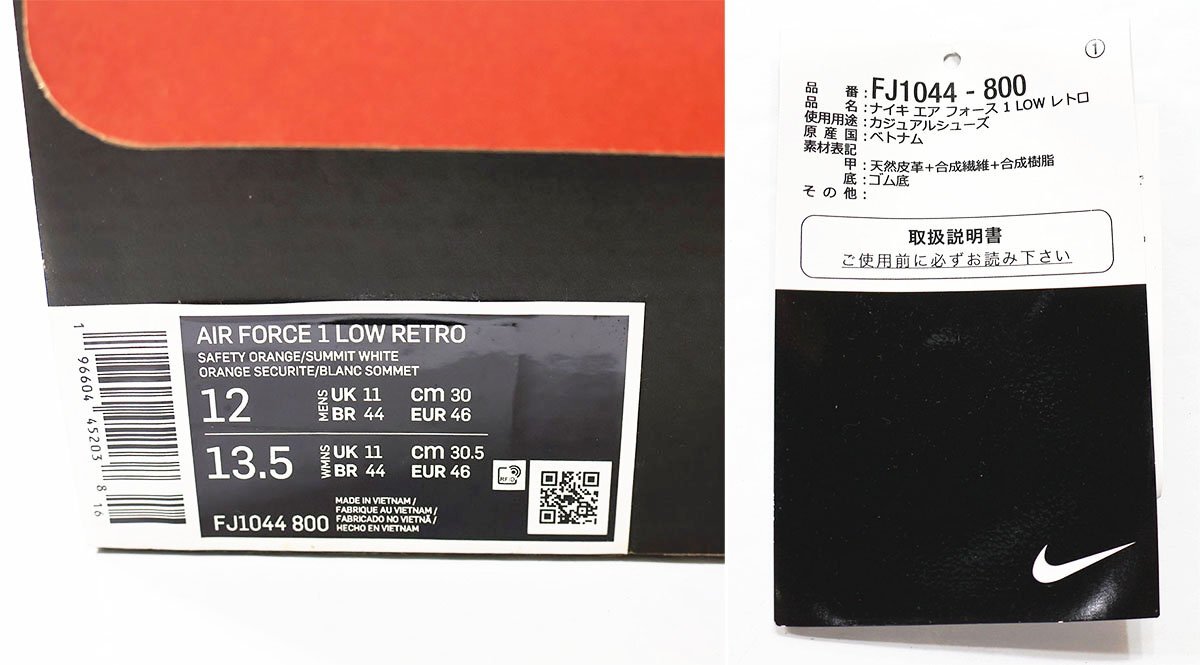 1 96604 45203 8 16
AIR FORCE 1 LOW RETRO
SAFETY ORANGE/SUMMIT WHITE
ORANGE SECURITE/BLANC SOMMET
12 MENS UK 11 CM 30
BR 44 EUR 46
13.5 WMNS UK 11 CM 30.5
BR 44 EUR 46
RFID
MADE IN VIETNAM /
FABRIQUE AU VIETNAM /
FABRICADO NO VIETNÃ /
HECHO EN VIETNAM
FJ1044 800
①
品番:FJ1044 - 800
品名:ナイキ エア フォース 1 LOW レトロ
使用用途:カジュアルシューズ
原産国:ベトナム
素材表記
甲:天然皮革+合成繊維+合成樹脂
底:ゴム底
その他:
取扱説明書
ご使用前に必ずお読み下さい